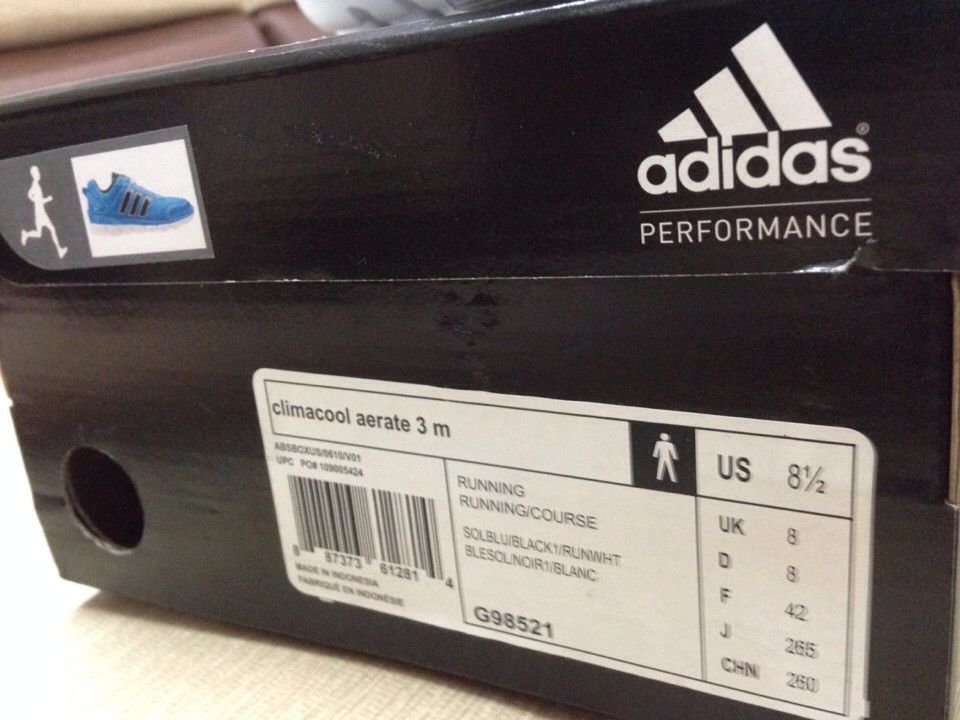 adidas®
PERFORMANCE
climacool aerate 3 m
ABSBOXUS/0610/V01
UPC PO# 109005424
8 87373 61281 4
MADE IN INDONESIA
FABRIQUÉ EN INDONÉSIE
RUNNING
RUNNING/COURSE
SOLBLU/BLACK1/RUNWHT
BLESOL/NOIR1/BLANC
G98521
US 8½
UK 8
D 8
F 42
J 265
CHN 260